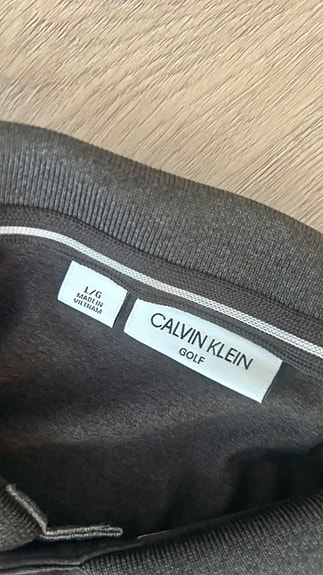 L/G
MADE IN
VIETNAM
CALVIN KLEIN
GOLF